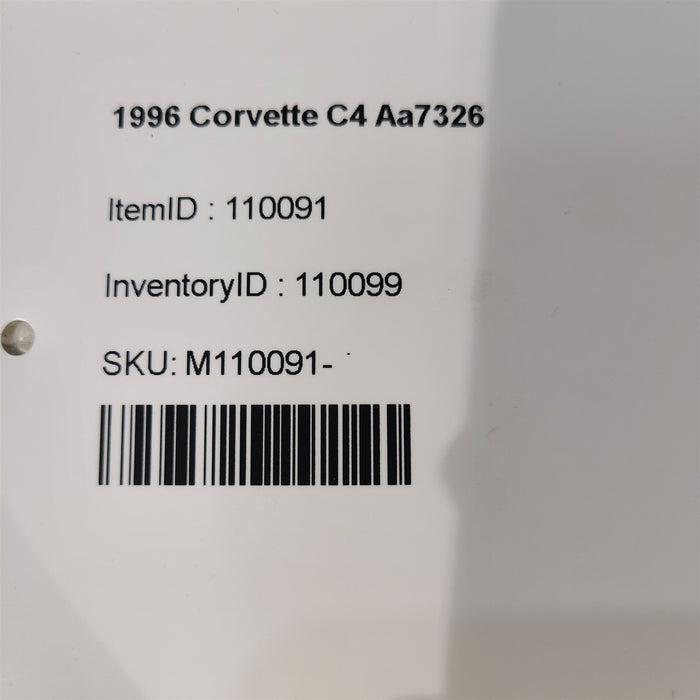 1996 Corvette C4 Aa7326
ItemID : 110091
InventoryID : 110099
SKU: M110091-